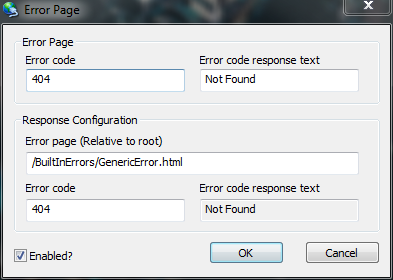 Error Page
Error Page
Error code Error code response text
404 Not Found
Response Configuration
Error page (Relative to root)
/BuiltInErrors/GenericError.html
Error code Error code response text
404 Not Found
Enabled? OK Cancel